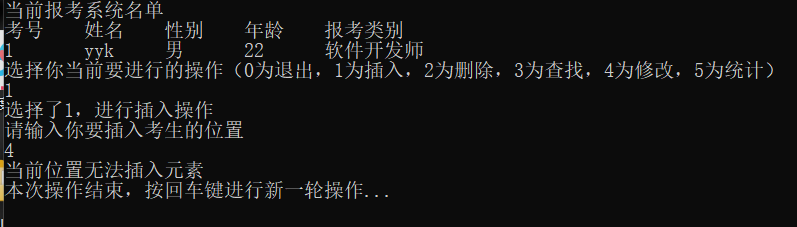 当前报考系统名单
考号 姓名 性别 年龄 报考类别
1 yyk 男 22 软件开发师
选择你当前要进行的操作（0为退出，1为插入，2为删除，3为查找，4为修改，5为统计）
1
选择了1，进行插入操作
请输入你要插入考生的位置
4
当前位置无法插入元素
本次操作结束，按回车键进行新一轮操作...